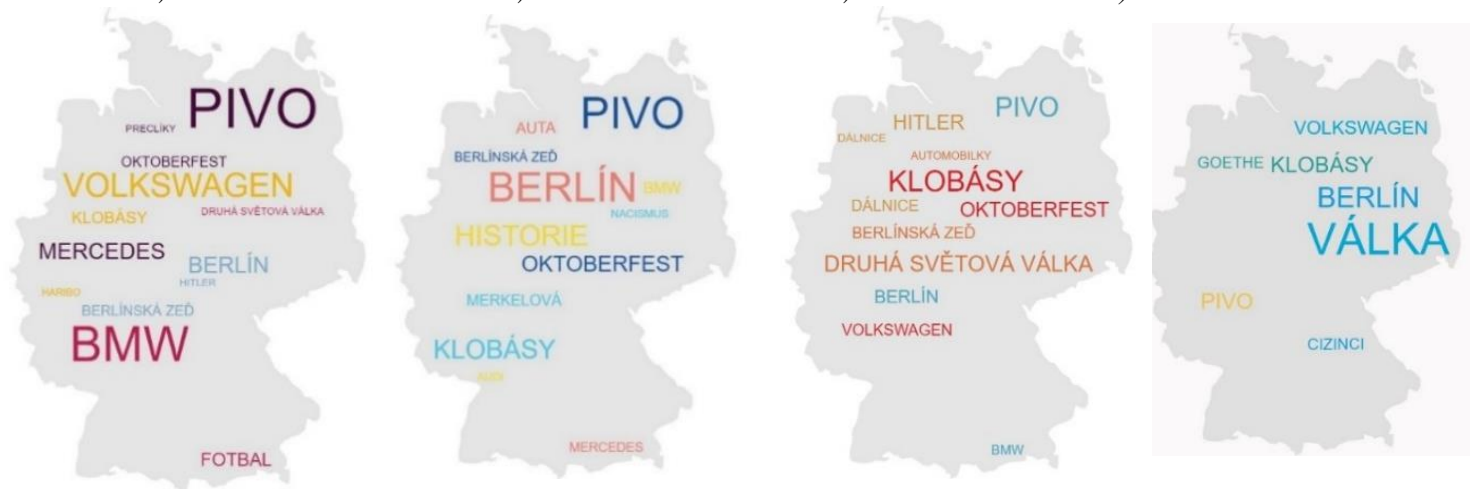 PIVO
PRECLÍKY
OKTOBERFEST
VOLKSWAGEN
KLOBÁSY
DRUHÁ SVĚTOVÁ VÁLKA
MERCEDES
BERLÍN
HITLER
HARIBO
BERLÍNSKÁ ZEĎ
BMW
FOTBAL
PIVO
AUTA
BERLÍNSKÁ ZEĎ
BERLÍN
BMW
NACISMUS
HISTORIE
OKTOBERFEST
MERKELOVÁ
KLOBÁSY
AUDI
MERCEDES
PIVO
HITLER
DÁLNICE
AUTOMOBILKY
KLOBÁSY
DÁLNICE
OKTOBERFEST
BERLÍNSKÁ ZEĎ
DRUHÁ SVĚTOVÁ VÁLKA
BERLÍN
VOLKSWAGEN
BMW
VOLKSWAGEN
GOETHE KLOBÁSY
BERLÍN
VÁLKA
PIVO
CIZINCI